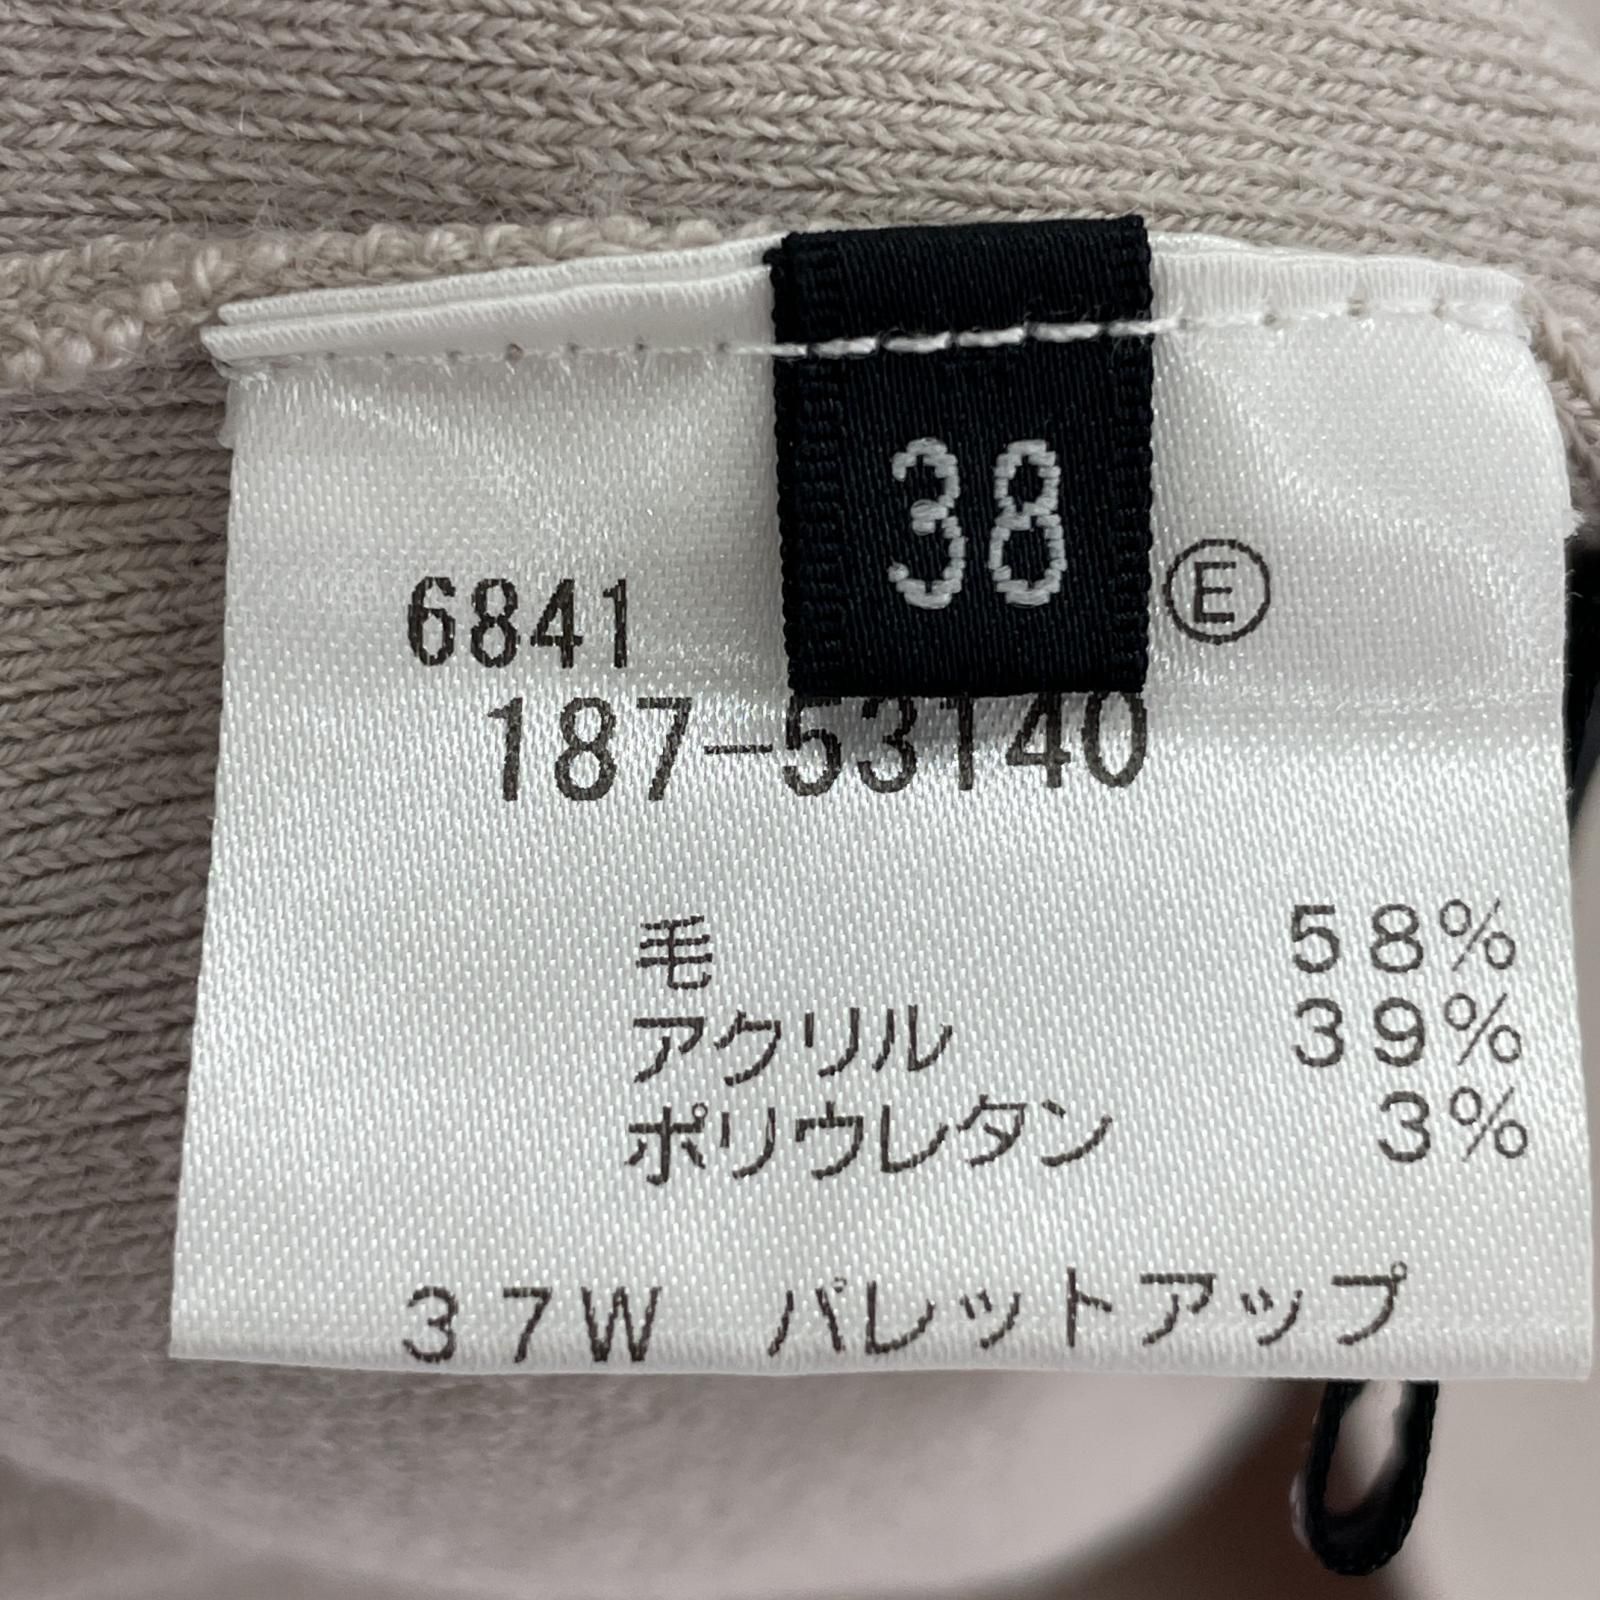 38
6841 Ⓔ
187-53140
毛 58%
アクリル 39%
ポリウレタン 3%
37W パレットアップ